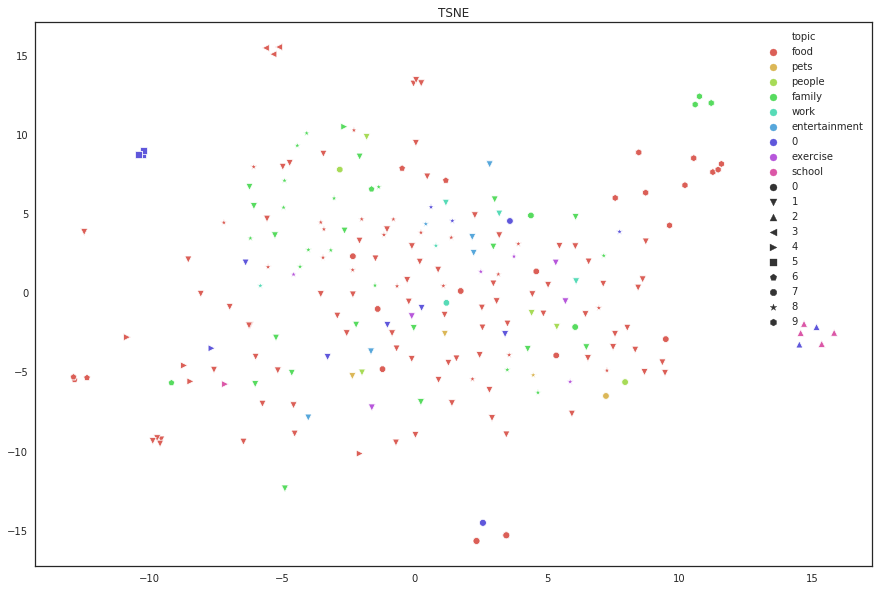 TSNE
topic
food
pets
people
family
work
entertainment
0
exercise
school
0
1
2
3
4
5
6
7
8
9
15
10
5
0
−5
−10
−15
−10 −5 0 5 10 15